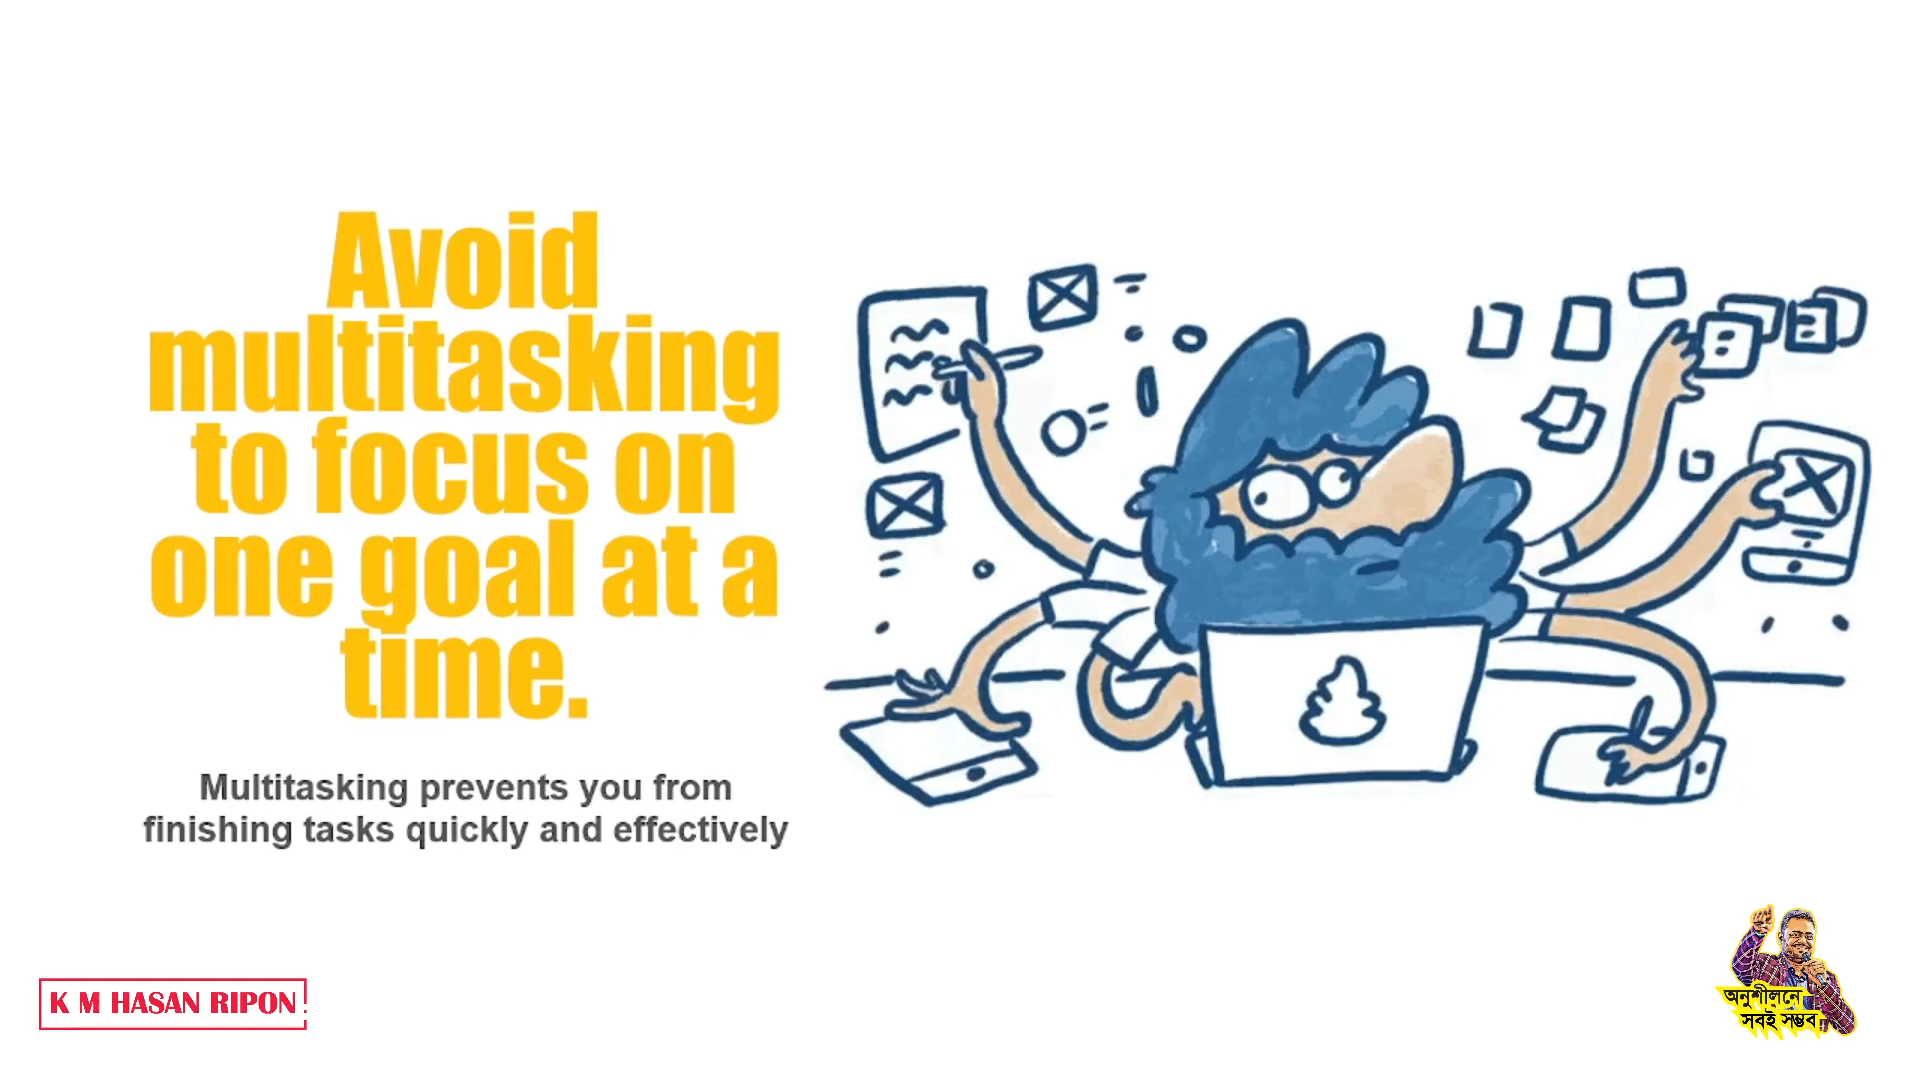 Avoid
multitasking
to focus on
one goal at a
time.
Multitasking prevents you from
finishing tasks quickly and effectively
K M HASAN RIPON
অনুশীলনে
সবই সম্ভব